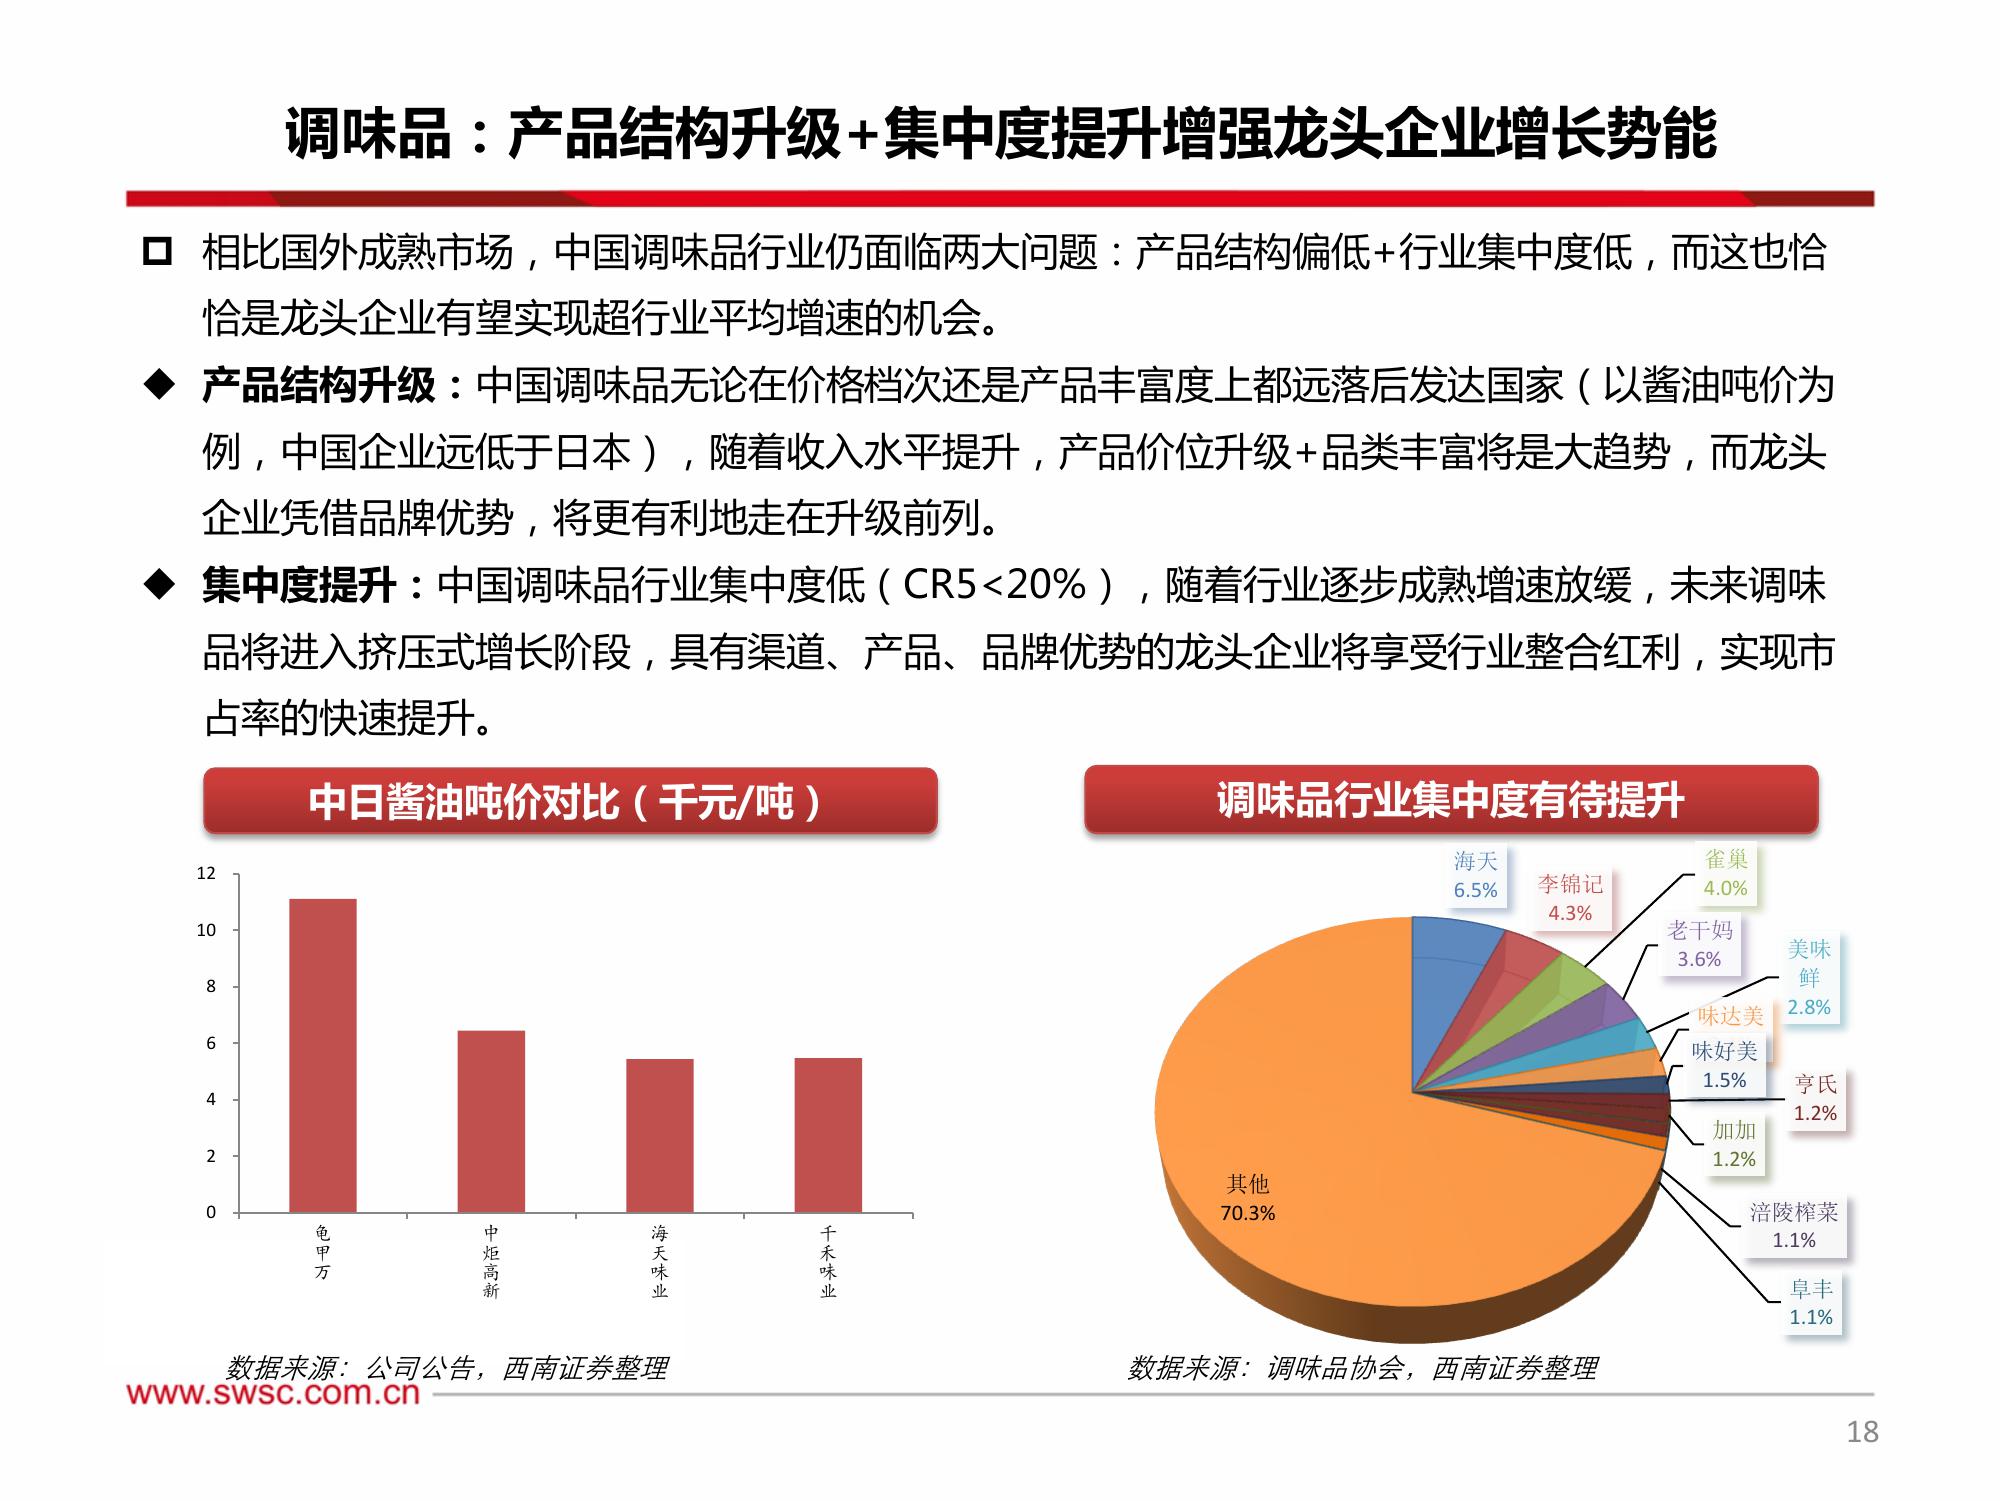 调味品：产品结构升级+集中度提升增强龙头企业增长势能
相比国外成熟市场，中国调味品行业仍面临两大问题：产品结构偏低+行业集中度低，而这也恰
恰是龙头企业有望实现超行业平均增速的机会。
产品结构升级：中国调味品无论在价格档次还是产品丰富度上都远落后发达国家（以酱油吨价为
例，中国企业远低于日本），随着收入水平提升，产品价位升级+品类丰富将是大趋势，而龙头
企业凭借品牌优势，将更有利地走在升级前列。
集中度提升：中国调味品行业集中度低（CR5<20%），随着行业逐步成熟增速放缓，未来调味
品将进入挤压式增长阶段，具有渠道、产品、品牌优势的龙头企业将享受行业整合红利，实现市
占率的快速提升。
中日酱油吨价对比（千元/吨）
12
10
8
6
4
2
0
龟甲万
中炬高新
海天味业
千禾味业
数据来源：公司公告，西南证券整理
调味品行业集中度有待提升
海天
6.5%
李锦记
4.3%
雀巢
4.0%
老干妈
3.6%
美味
鲜
2.8%
味达美
味好美
1.5%
亨氏
1.2%
加加
1.2%
涪陵榨菜
1.1%
阜丰
1.1%
其他
70.3%
数据来源：调味品协会，西南证券整理
www.swsc.com.cn
18